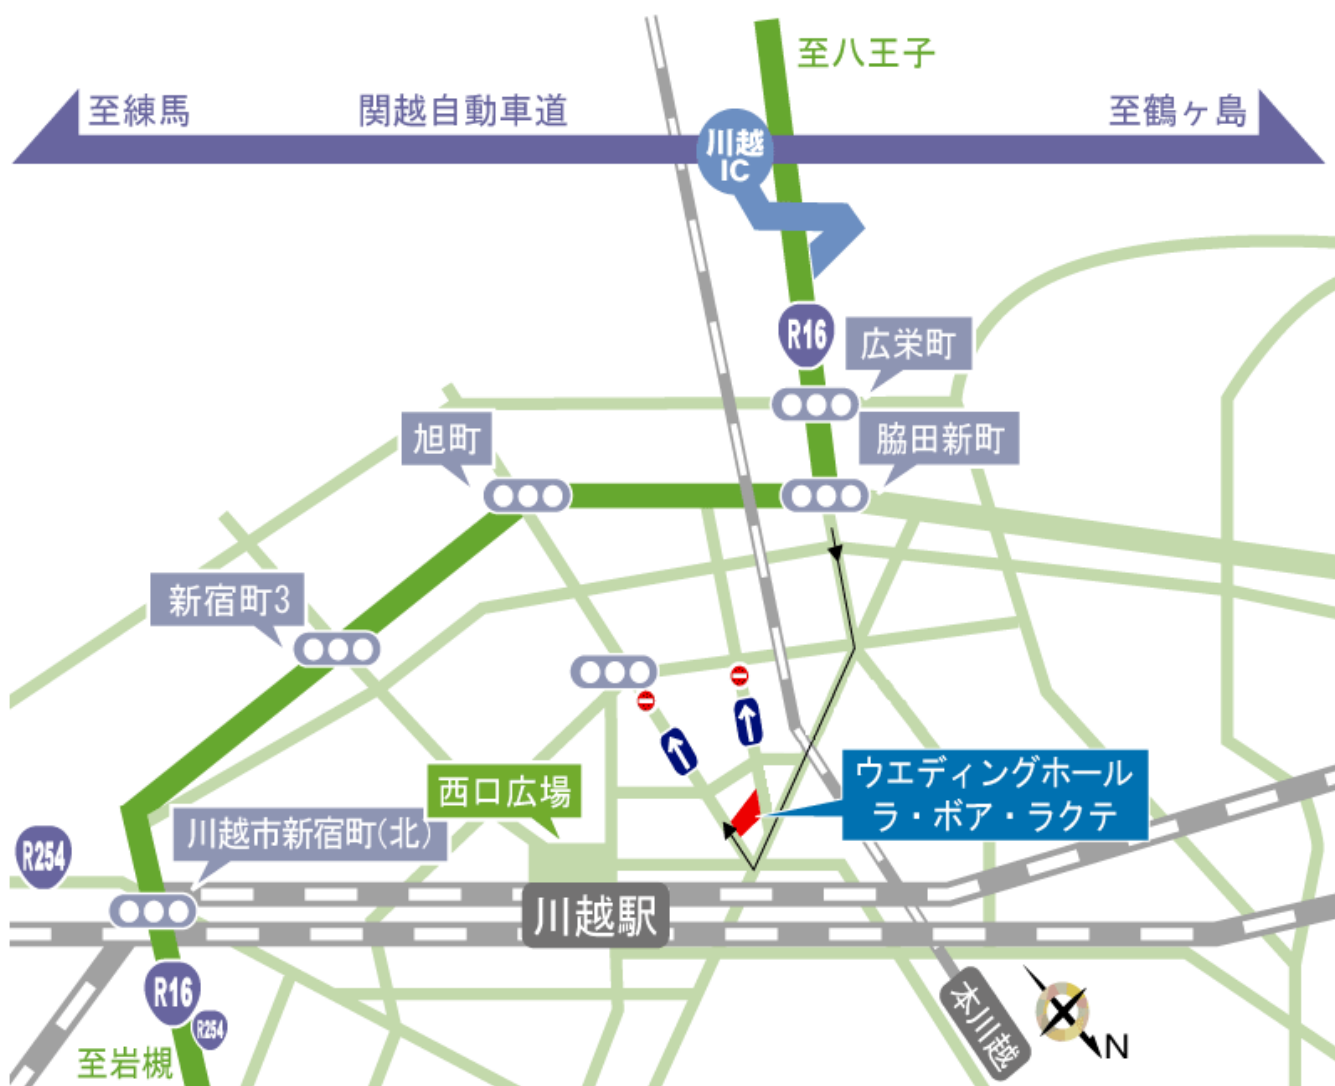 至八王子
至練馬
関越自動車道
至鶴ヶ島
川越
IC
R16
広栄町
旭町
脇田新町
新宿町3
西口広場
ウエディングホール
ラ・ボア・ラクテ
川越市新宿町(北)
R254
川越駅
R16
R254
本川越
N
至岩槻